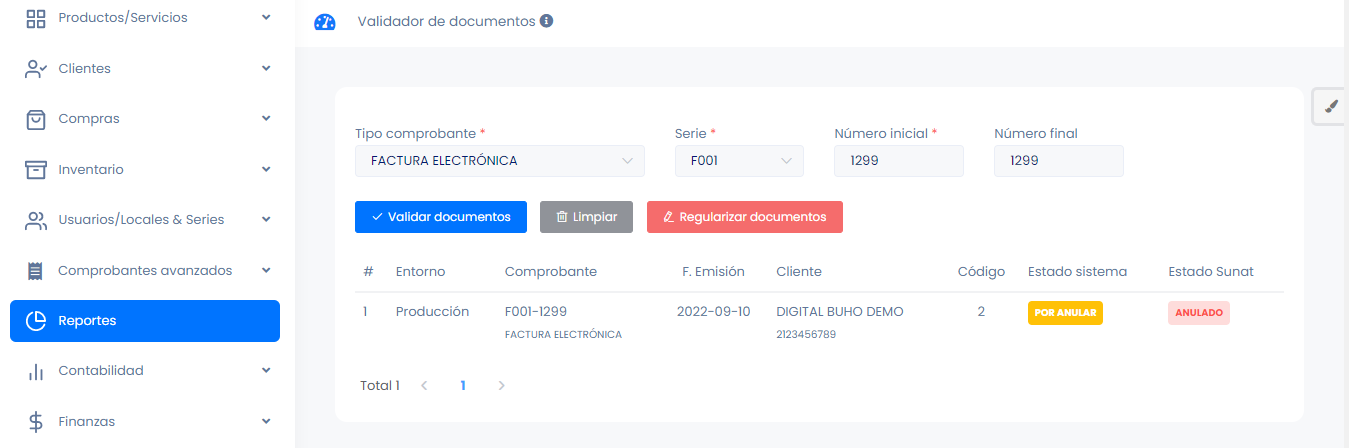 Productos/Servicios
Clientes
Compras
Inventario
Usuarios/Locales & Series
Comprobantes avanzados
Reportes
Contabilidad
Finanzas
Validador de documentos
Tipo comprobante * Serie * Número inicial * Número final
FACTURA ELECTRÓNICA F001 1299 1299
Validar documentos Limpiar Regularizar documentos
# Entorno Comprobante F. Emisión Cliente Código Estado sistema Estado Sunat
1 Producción F001-1299 2022-09-10 DIGITAL BUHO DEMO 2 POR ANULAR ANULADO
FACTURA ELECTRÓNICA 2123456789
Total 1 1